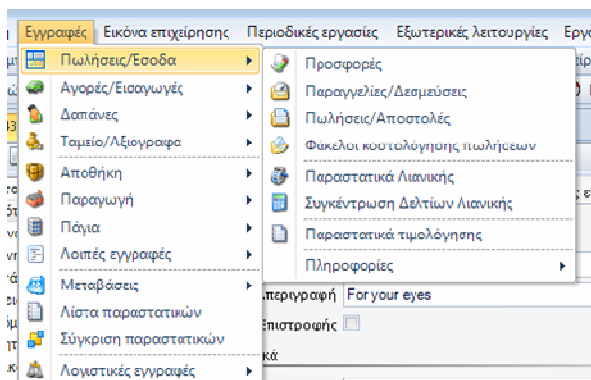 Εγγραφές Εικόνα επιχείρησης Περιοδικές εργασίες Εξωτερικές λειτουργίες
Πωλήσεις/Έσοδα
Αγορές/Εισαγωγές
Δαπάνες
Ταμείο/Αξιόγραφα
Αποθήκη
Παραγωγή
Πάγια
Λοιπές εγγραφές
Μεταβάσεις
Λίστα παραστατικών
Σύγκριση παραστατικών
Λογιστικές εγγραφές
Προσφορές
Παραγγελίες/Δεσμεύσεις
Πωλήσεις/Αποστολές
Φάκελοι κοστολόγησης πωλήσεων
Παραστατικά Λιανικής
Συγκέντρωση Δελτίων Λιανικής
Παραστατικά τιμολόγησης
Πληροφορίες
.περιγραφή For your eyes
Επιστροφής